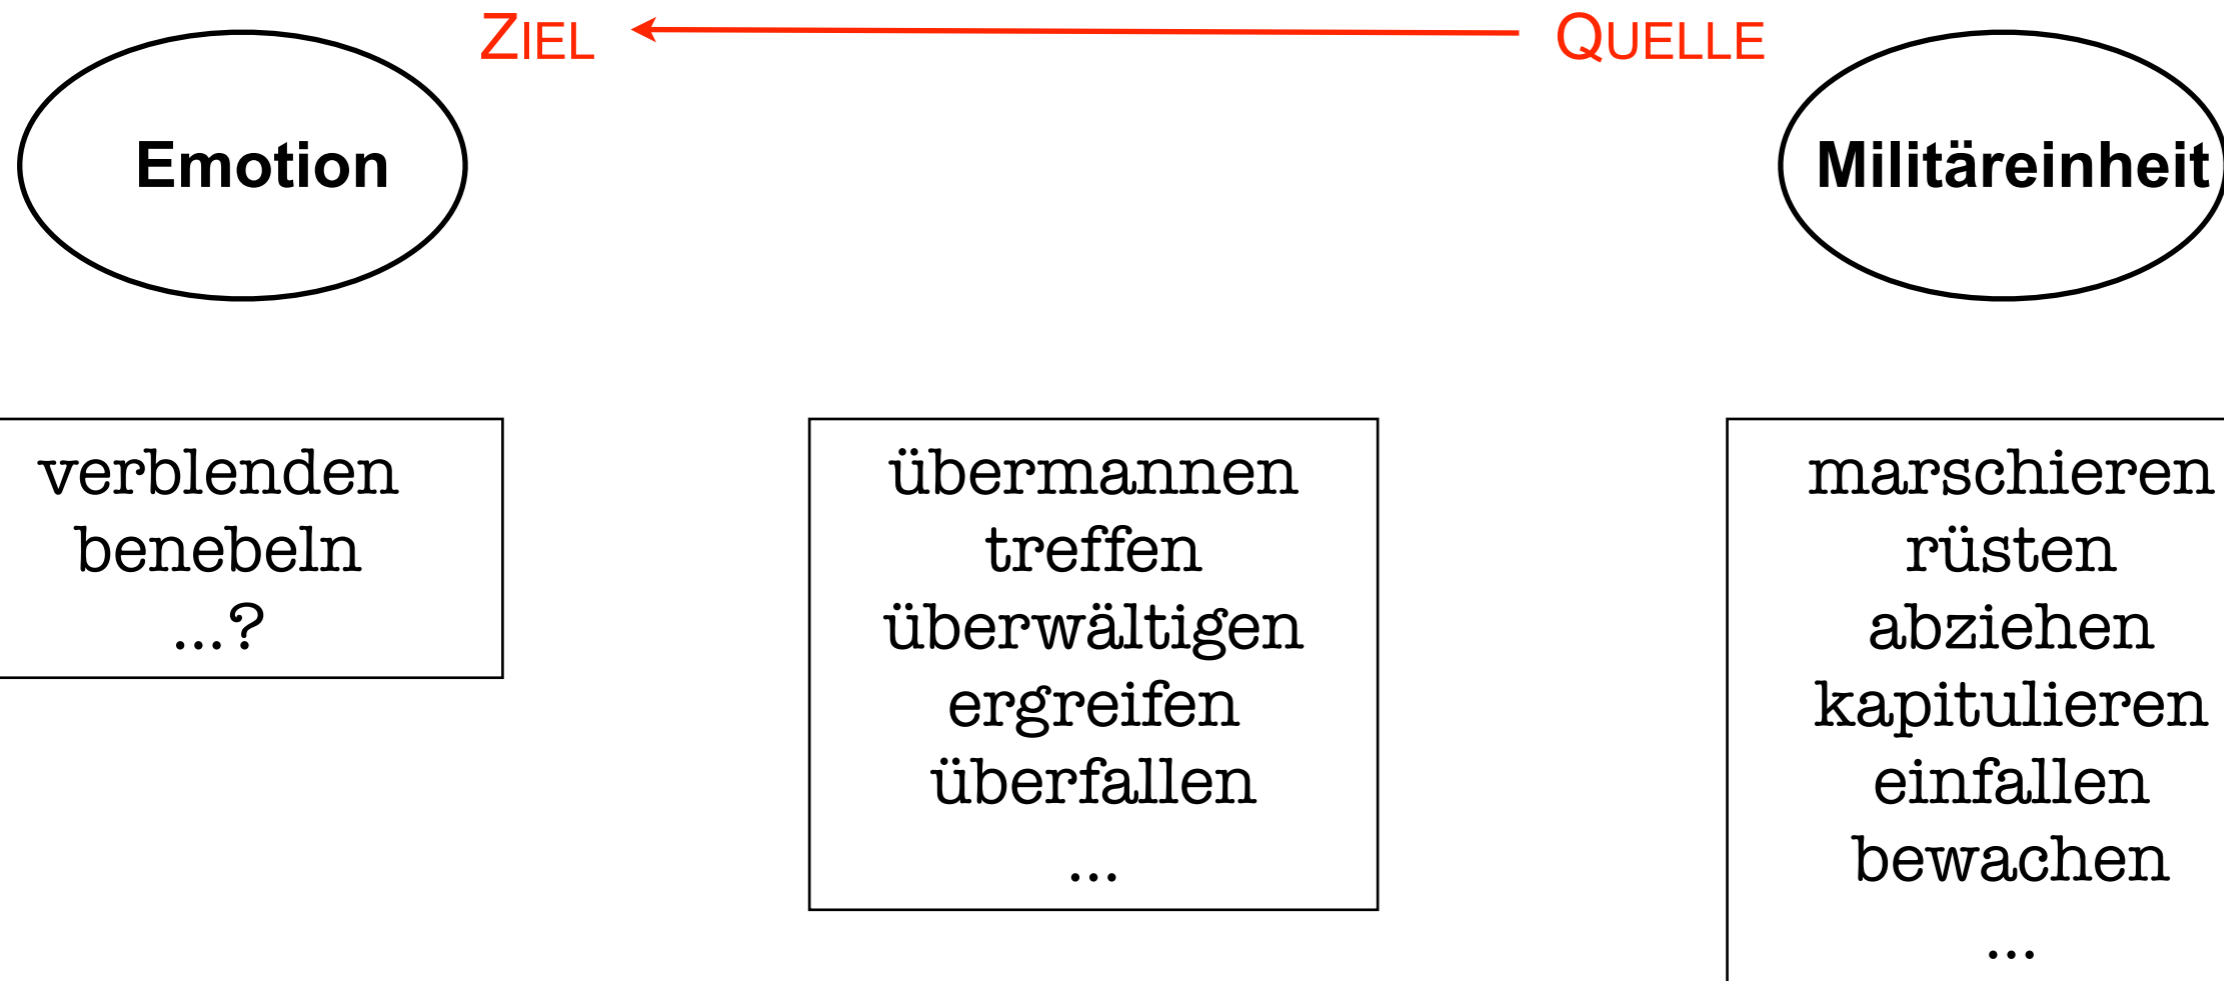 ZIEL
QUELLE
Emotion
Militäreinheit
verblenden
benebeln
...?
übermannen
treffen
überwältigen
ergreifen
überfallen
...
marschieren
rüsten
abziehen
kapitulieren
einfallen
bewachen
...